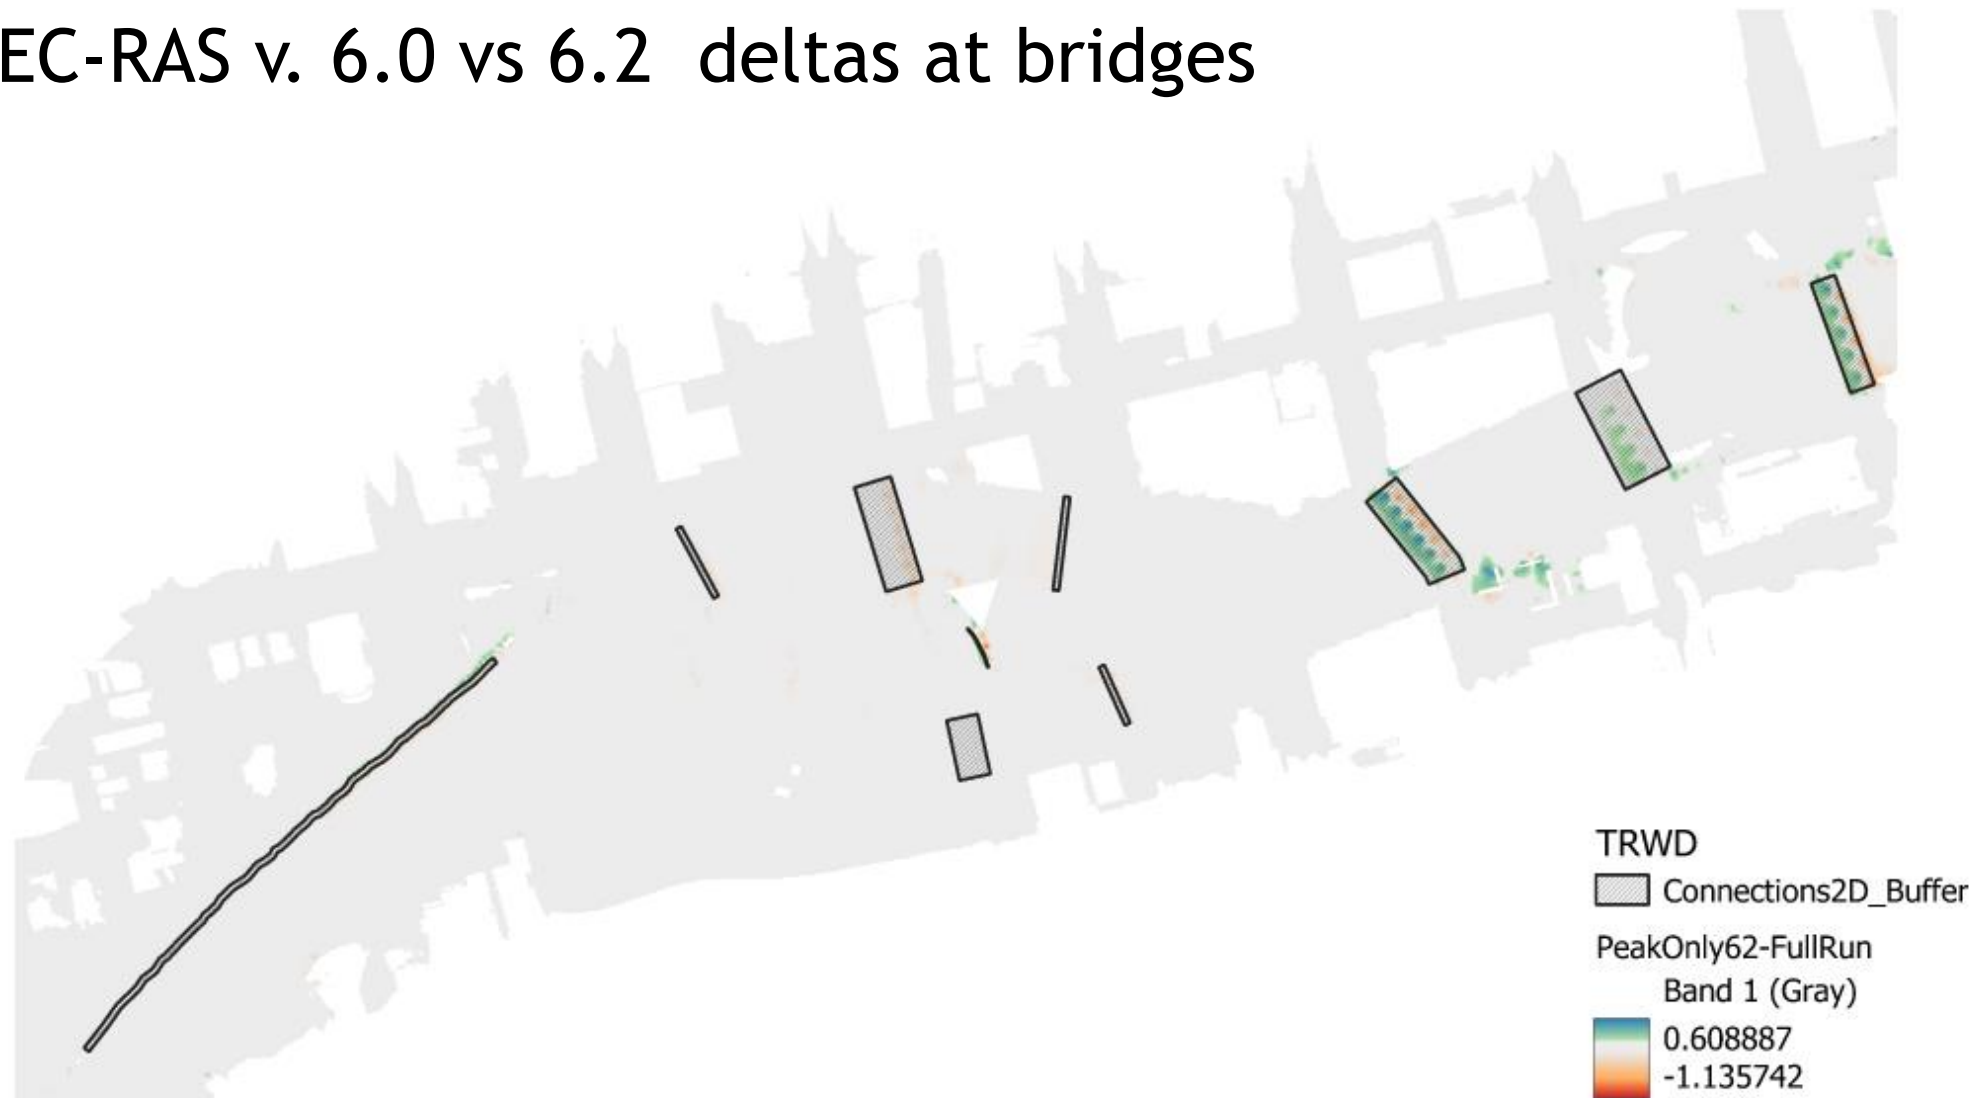 EC-RAS v. 6.0 vs 6.2 deltas at bridges
TRWD
Connections2D_Buffer
PeakOnly62-FullRun
Band 1 (Gray)
0.608887
-1.135742